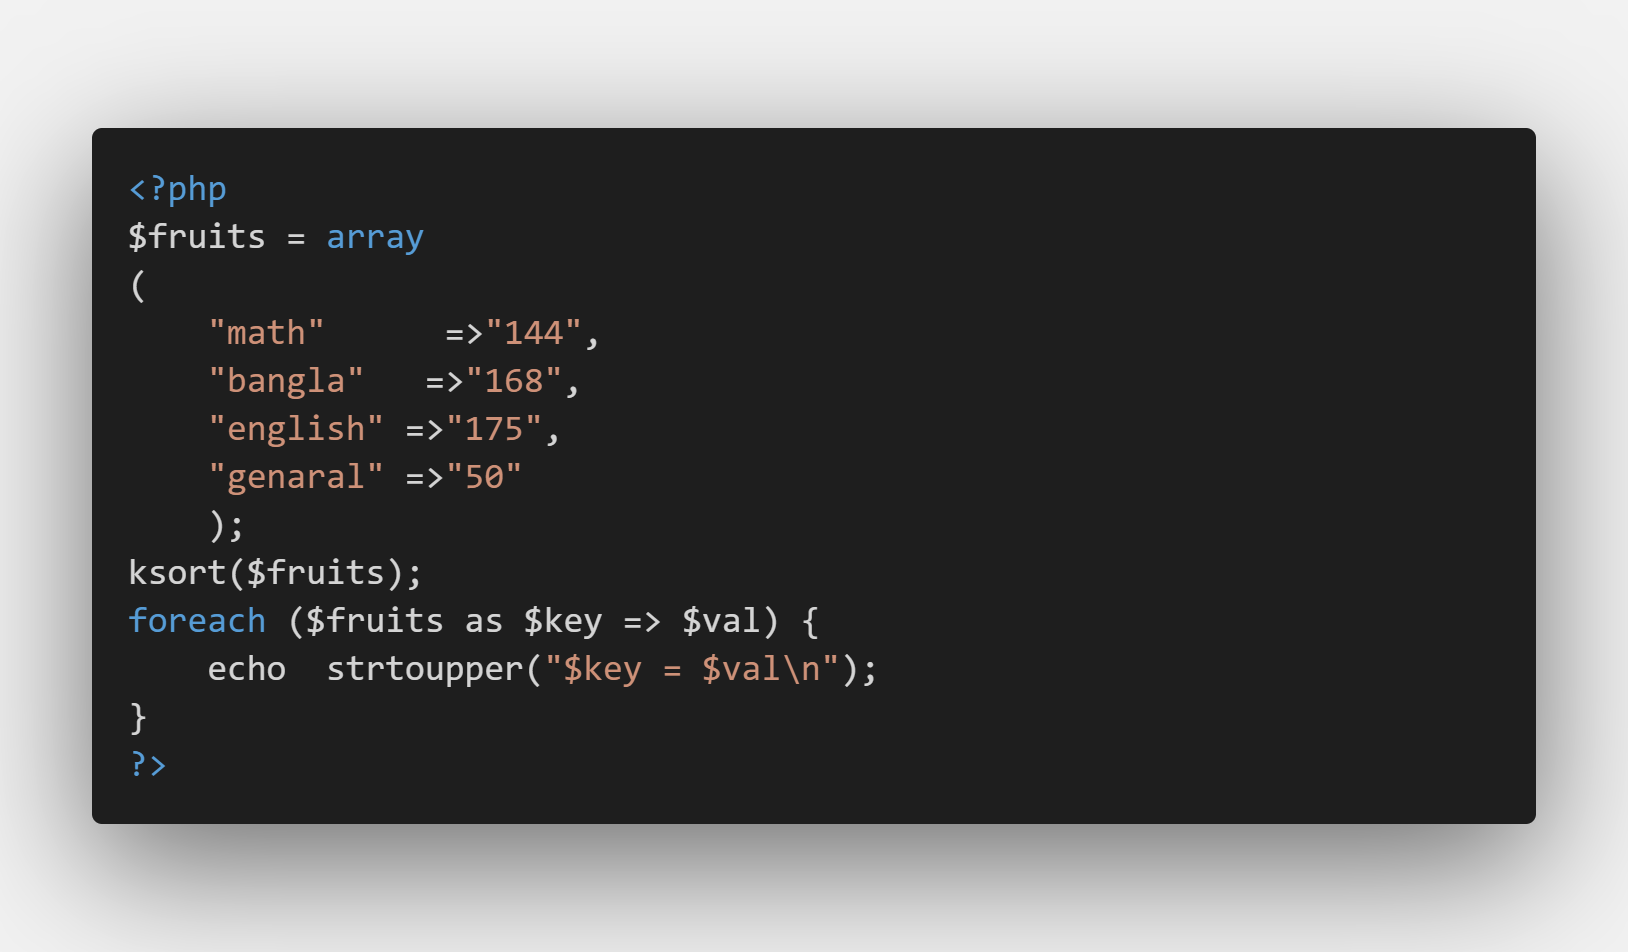 <?php
$fruits = array
(
    "math"      =>"144",
    "bangla"   =>"168",
    "english" =>"175",
    "genaral" =>"50"
    );
ksort($fruits);
foreach ($fruits as $key => $val) {
    echo  strtoupper("$key = $val\n");
}
?>